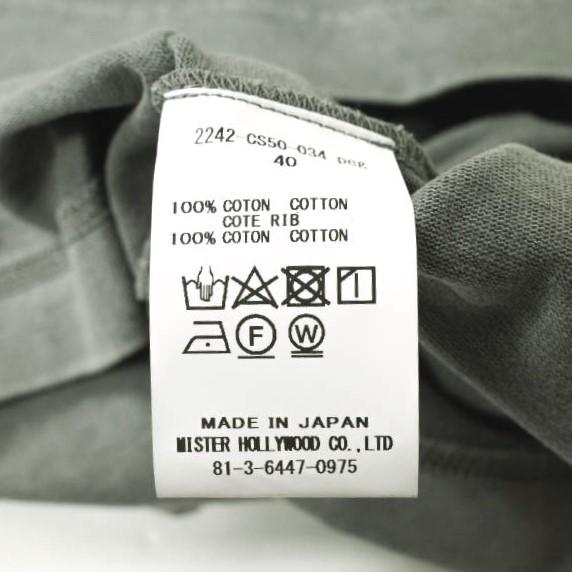 2242-CS50-034 DGR.
40
100% COTON COTTON
COTE RIB
100% COTON COTTON
F W
MADE IN JAPAN
MISTER HOLLYWOOD CO.,LTD
81-3-6447-0975